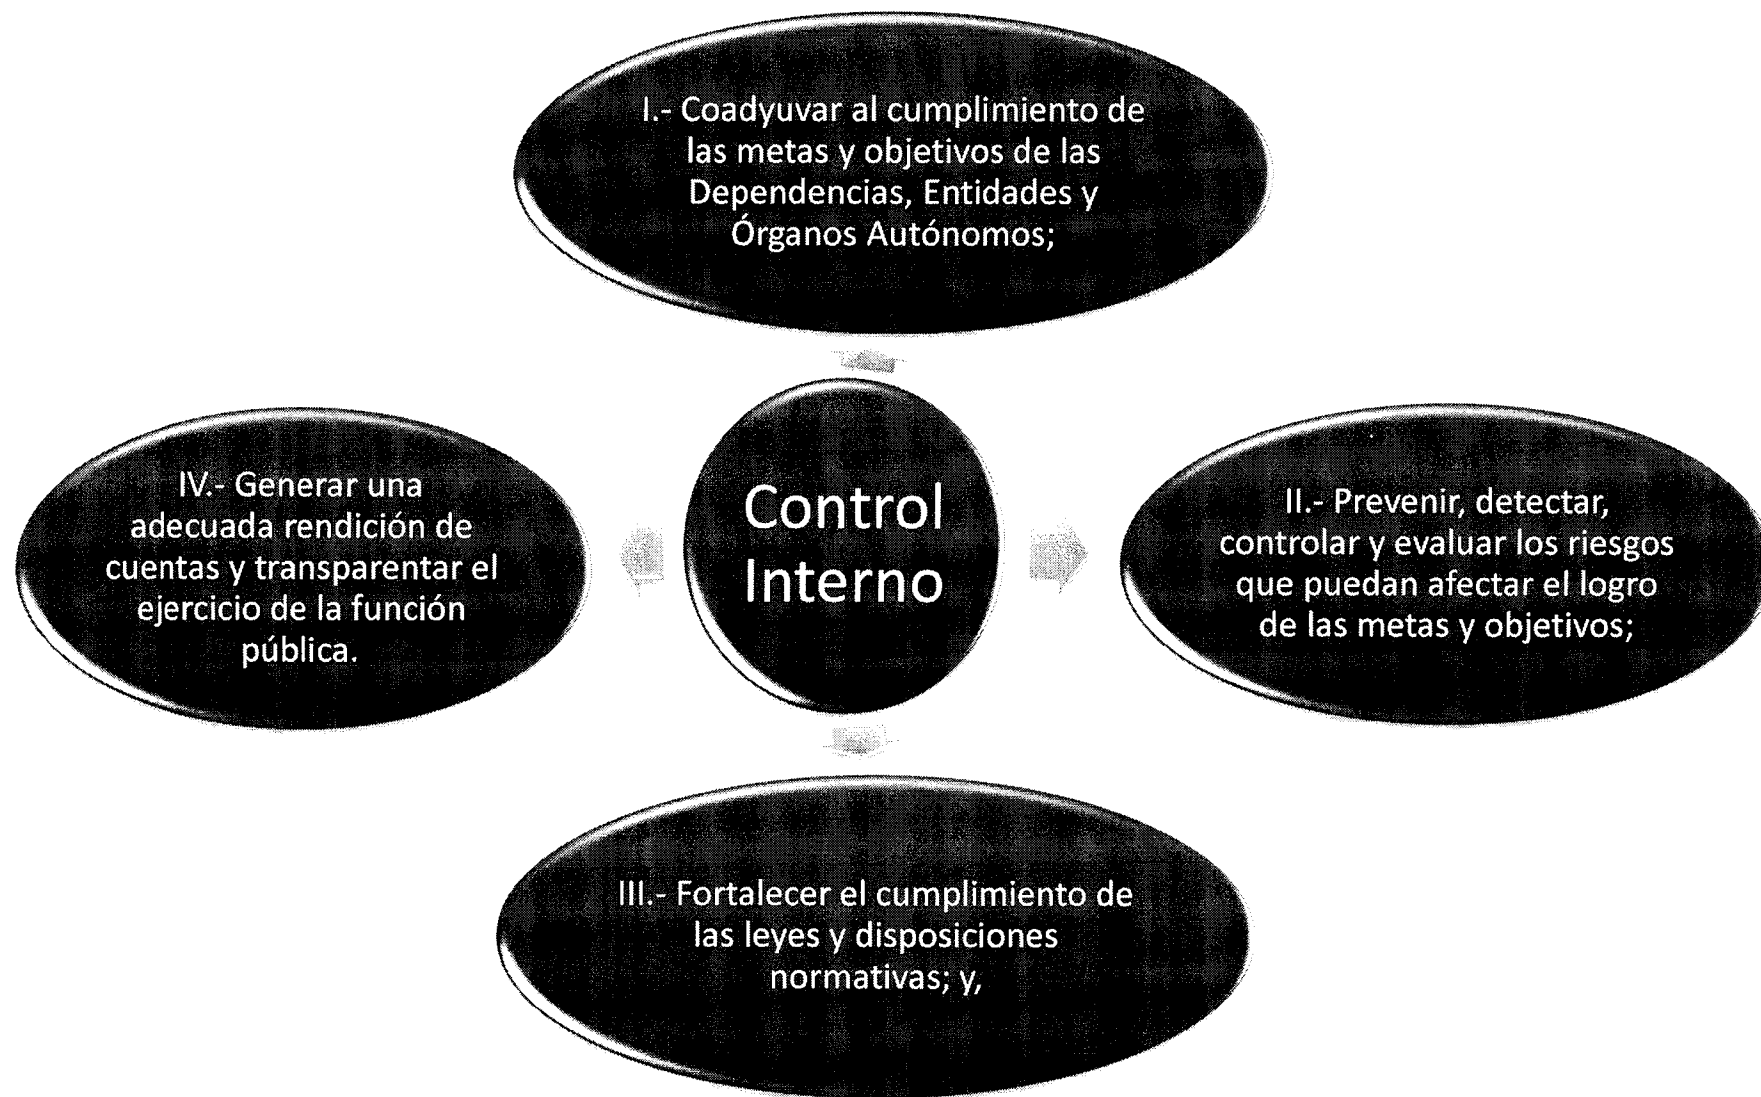 I.- Coadyuvar al cumplimiento de
las metas y objetivos de las
Dependencias, Entidades y
Órganos Autónomos;
Control
Interno
II.- Prevenir, detectar,
controlar y evaluar los riesgos
que puedan afectar el logro
de las metas y objetivos;
III.- Fortalecer el cumplimiento de
las leyes y disposiciones
normativas; y,
IV.- Generar una
adecuada rendición de
cuentas y transparentar el
ejercicio de la función
pública.